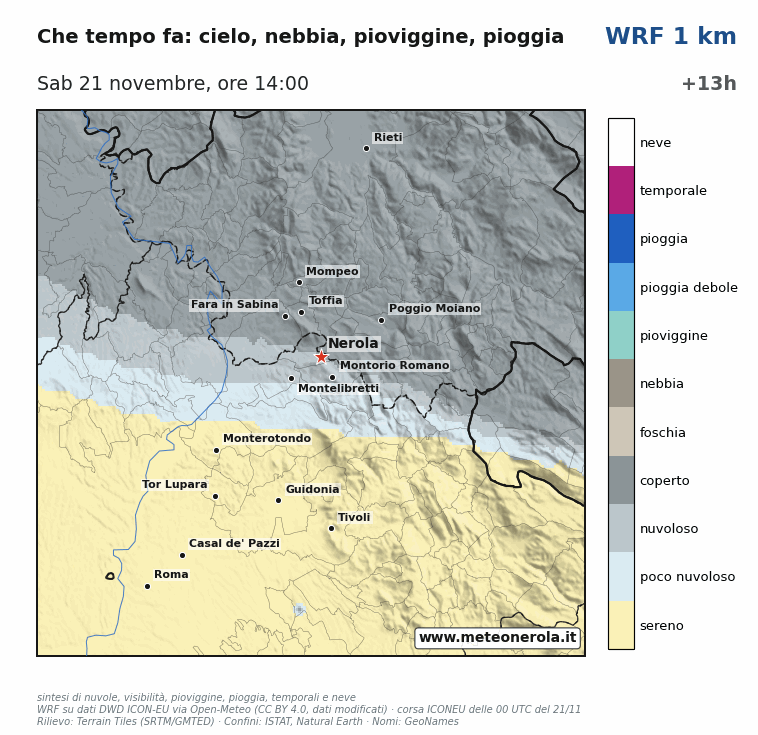 Che tempo fa: cielo, nebbia, pioviggine, pioggia
WRF 1 km
Sab 21 novembre, ore 14:00
+13h
Rieti
Mompeo
Fara in Sabina
Toffia
Poggio Moiano
Nerola
Montorio Romano
Montelibretti
Monterotondo
Tor Lupara
Guidonia
Tivoli
Casal de' Pazzi
Roma
www.meteonerola.it
neve
temporale
pioggia
pioggia debole
pioviggine
nebbia
foschia
coperto
nuvoloso
poco nuvoloso
sereno
sintesi di nuvole, visibilità, pioviggine, pioggia, temporali e neve
WRF su dati DWD ICON-EU via Open-Meteo (CC BY 4.0, dati modificati) · corsa ICONEU delle 00 UTC del 21/11
Rilievo: Terrain Tiles (SRTM/GMTED) · Confini: ISTAT, Natural Earth · Nomi: GeoNames